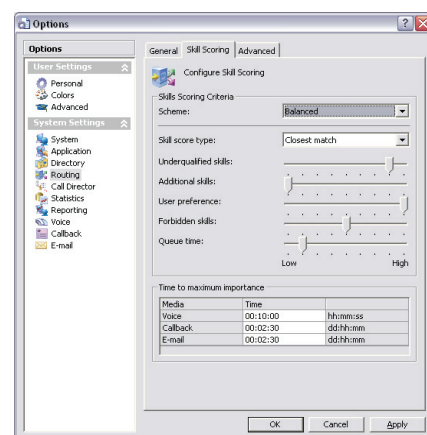 Options
Options
User Settings
Personal
Colors
Advanced
System Settings
System
Application
Directory
Routing
Call Director
Statistics
Reporting
Voice
Callback
E-mail
General Skill Scoring Advanced
Configure Skill Scoring
Skills Scoring Criteria
Scheme: Balanced
Skill score type: Closest match
Underqualified skills:
Additional skills:
User preference:
Forbidden skills:
Queue time:
Low High
Time to maximum importance
Media Time
Voice 00:10:00 hh:mm:ss
Callback 00:02:30 dd:hh:mm
E-mail 00:02:30 dd:hh:mm
OK Cancel Apply